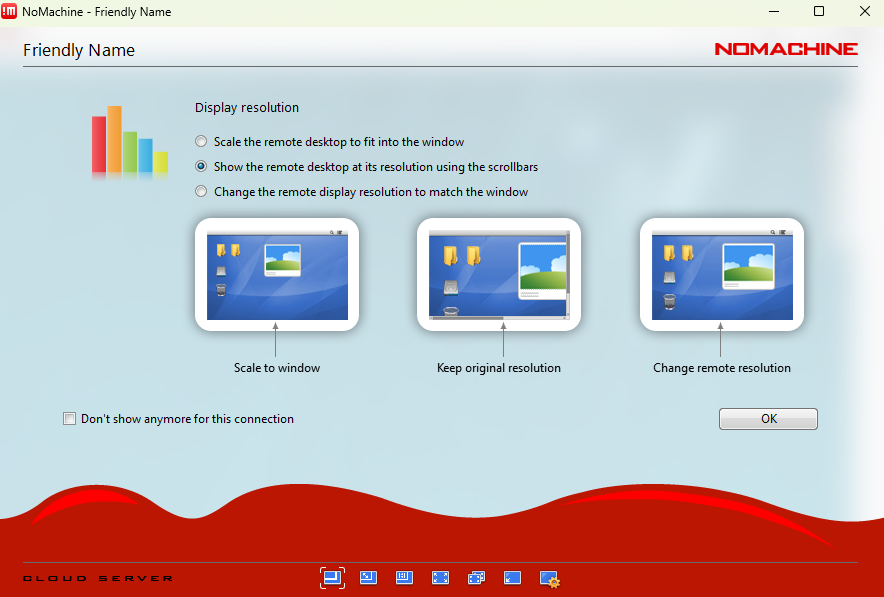 !M NoMachine - Friendly Name
Friendly Name
NOMACHINE
Display resolution
Scale the remote desktop to fit into the window
Show the remote desktop at its resolution using the scrollbars
Change the remote display resolution to match the window
Scale to window
Keep original resolution
Change remote resolution
Don't show anymore for this connection
OK
CLOUD SERVER